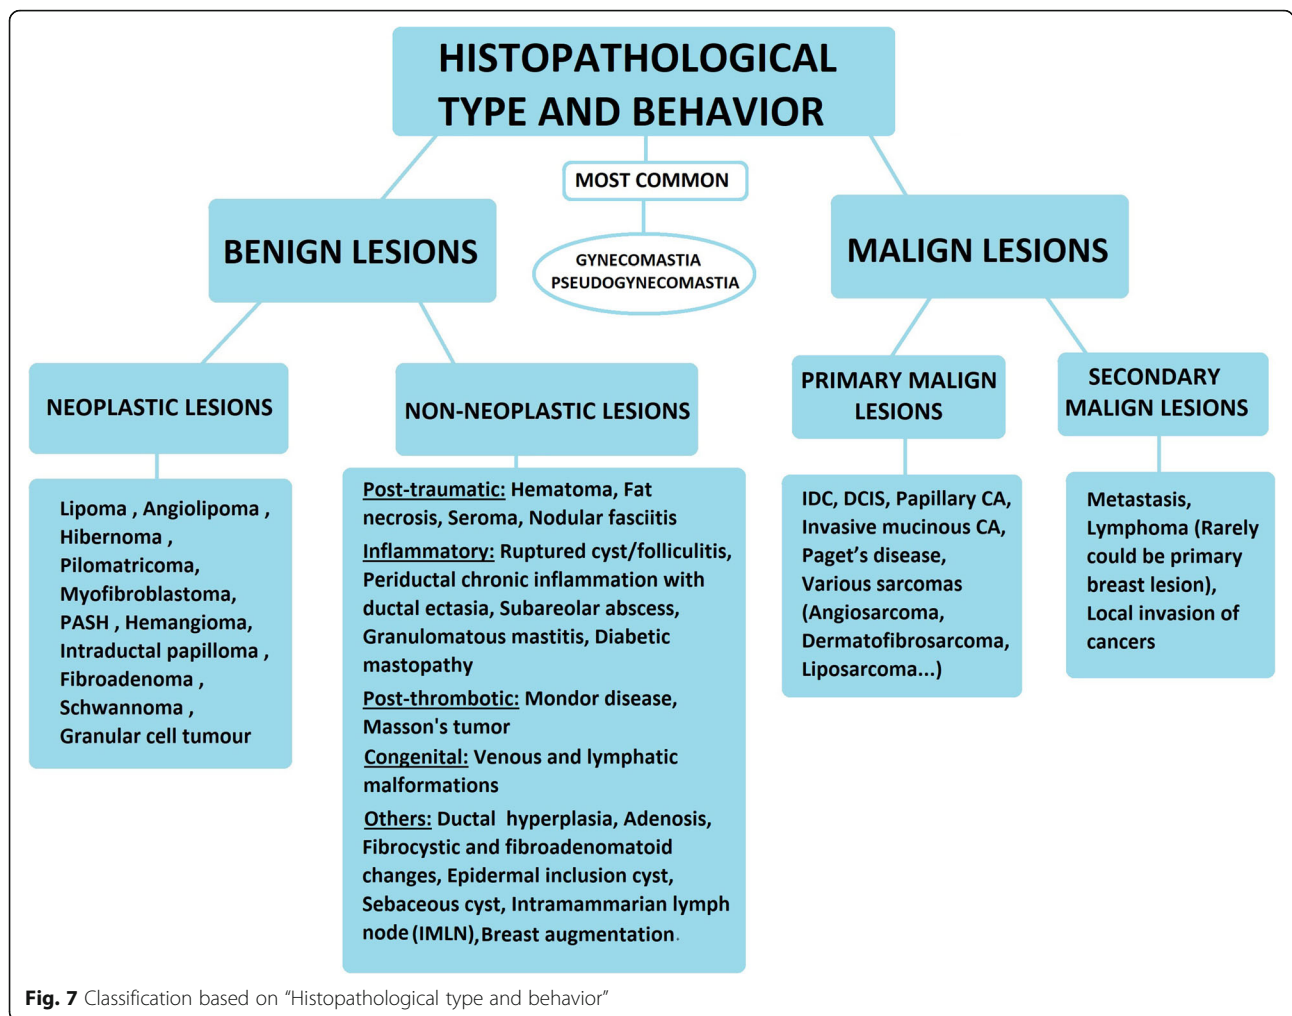 HISTOPATHOLOGICAL
TYPE AND BEHAVIOR
MOST COMMON
GYNECOMASTIA
PSEUDOGYNECOMASTIA
BENIGN LESIONS
MALIGN LESIONS
NEOPLASTIC LESIONS
NON-NEOPLASTIC LESIONS
PRIMARY MALIGN
LESIONS
SECONDARY
MALIGN LESIONS
Lipoma , Angiolipoma ,
Hibernoma ,
Pilomatricoma,
Myofibroblastoma,
PASH , Hemangioma,
Intraductal papilloma ,
Fibroadenoma ,
Schwannoma ,
Granular cell tumour
Post-traumatic: Hematoma, Fat
necrosis, Seroma, Nodular fasciitis
Inflammatory: Ruptured cyst/folliculitis,
Periductal chronic inflammation with
ductal ectasia, Subareolar abscess,
Granulomatous mastitis, Diabetic
mastopathy
Post-thrombotic: Mondor disease,
Masson's tumor
Congenital: Venous and lymphatic
malformations
Others: Ductal hyperplasia, Adenosis,
Fibrocystic and fibroadenomatoid
changes, Epidermal inclusion cyst,
Sebaceous cyst, Intramammarian lymph
node (IMLN), Breast augmentation.
IDC, DCIS, Papillary CA,
Invasive mucinous CA,
Paget's disease,
Various sarcomas
(Angiosarcoma,
Dermatofibrosarcoma,
Liposarcoma...)
Metastasis,
Lymphoma (Rarely
could be primary
breast lesion),
Local invasion of
cancers
Fig. 7 Classification based on “Histopathological type and behavior”